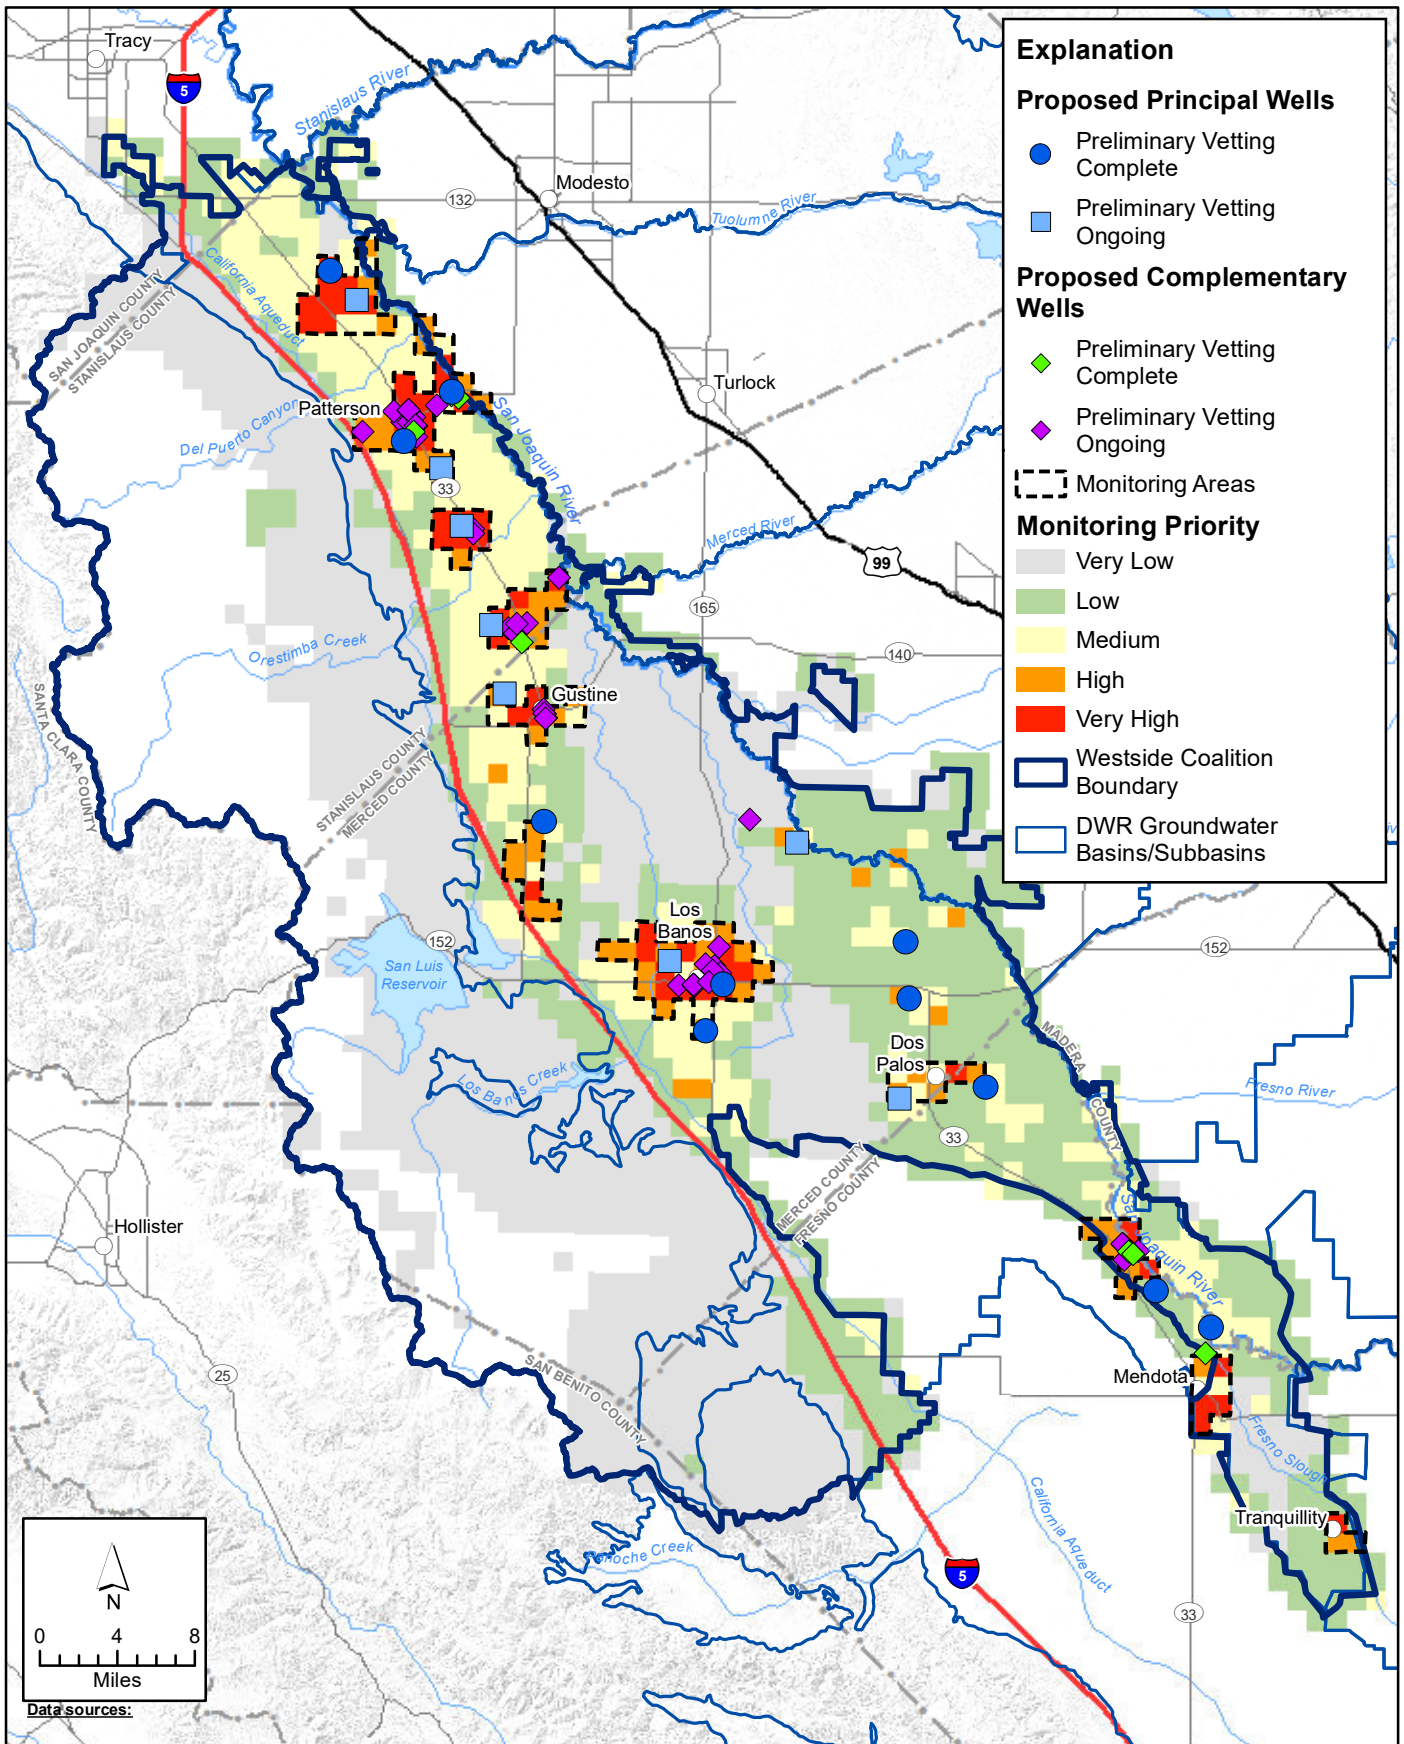 Explanation
Proposed Principal Wells
Preliminary Vetting
Complete
Preliminary Vetting
Ongoing
Proposed Complementary
Wells
Preliminary Vetting
Complete
Preliminary Vetting
Ongoing
Monitoring Areas
Monitoring Priority
Very Low
Low
Medium
High
Very High
Westside Coalition
Boundary
DWR Groundwater
Basins/Subbasins
Tracy
5
Stanislaus River
132
Modesto
Tuolumne River
California Aqueduct
SAN JOAQUIN COUNTY
STANISLAUS COUNTY
Turlock
Patterson
Del Puerto Canyon
San Joaquin River
33
Merced River
99
165
140
Orestimba Creek
SANTA CLARA COUNTY
Gustine
STANISLAUS COUNTY
MERCED COUNTY
Los
Banos
152
152
San Luis
Reservoir
Dos
Palos
MADERA COUNTY
Los Banos Creek
Fresno River
33
MERCED COUNTY
FRESNO COUNTY
San Joaquin River
Hollister
25
SAN BENITO COUNTY
Mendota
Fresno Slough
California Aqueduct
Tranquillity
Panoche Creek
5
33
N
0 4 8
Miles
Data sources: